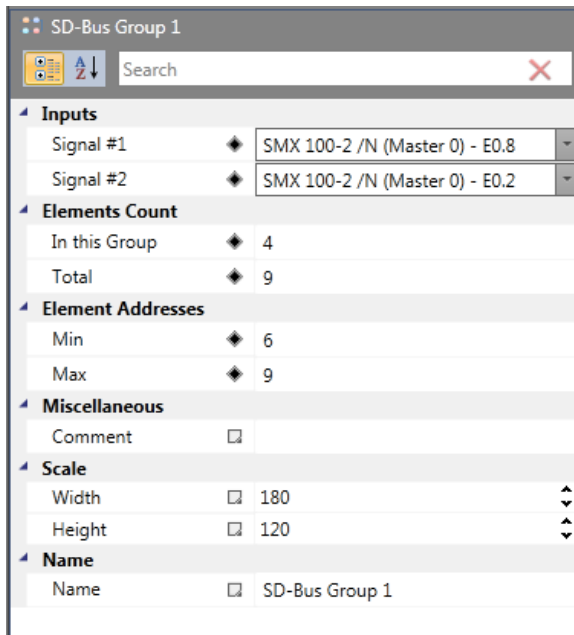 SD-Bus Group 1
A Z Search
Inputs
Signal #1 SMX 100-2 /N (Master 0) - E0.8
Signal #2 SMX 100-2 /N (Master 0) - E0.2
Elements Count
In this Group 4
Total 9
Element Addresses
Min 6
Max 9
Miscellaneous
Comment
Scale
Width 180
Height 120
Name
Name SD-Bus Group 1